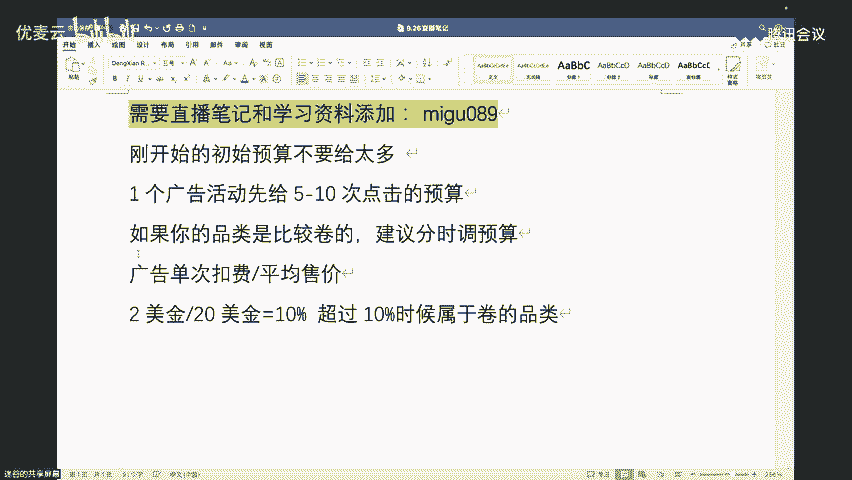 优麦云
9.26直播笔记
腾讯会议
开始 插入 绘图 设计 布局 引用 邮件 审阅 视图
粘贴
AaBbC AaBbCcD AaBbCcD AaBbCcC
需要直播笔记和学习资料添加： migu089
刚开始的初始预算不要给太多
1 个广告活动先给 5-10 次点击的预算
如果你的品类是比较卷的，建议分时调预算
广告单次扣费/平均售价
2 美金/20 美金=10% 超过 10%时候属于卷的品类